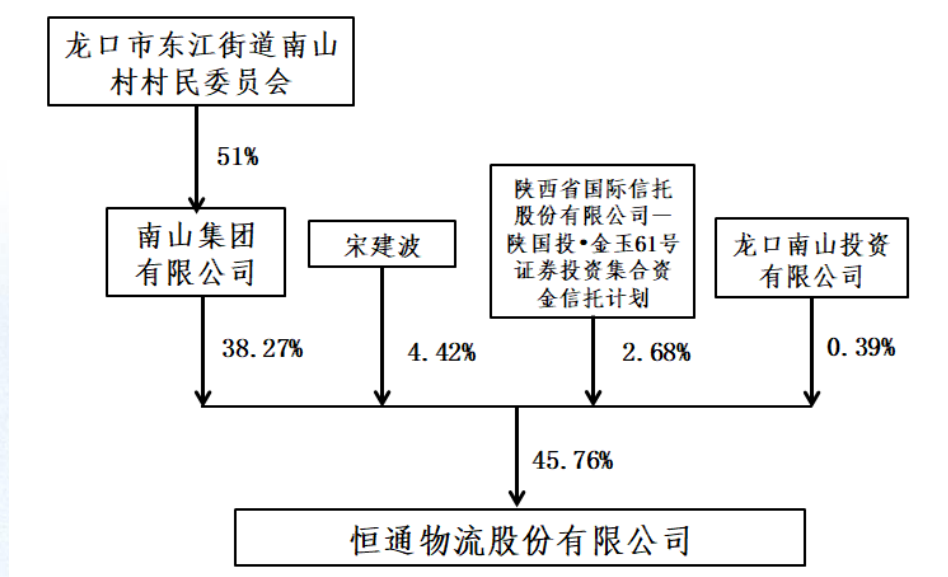 龙口市东江街道南山
村村民委员会
51%
南山集团
有限公司
宋建波
陕西省国际信托
股份有限公司—
陕国投•金玉61号
证券投资集合资
金信托计划
龙口南山投资
有限公司
38.27%
4.42%
2.68%
0.39%
45.76%
恒通物流股份有限公司